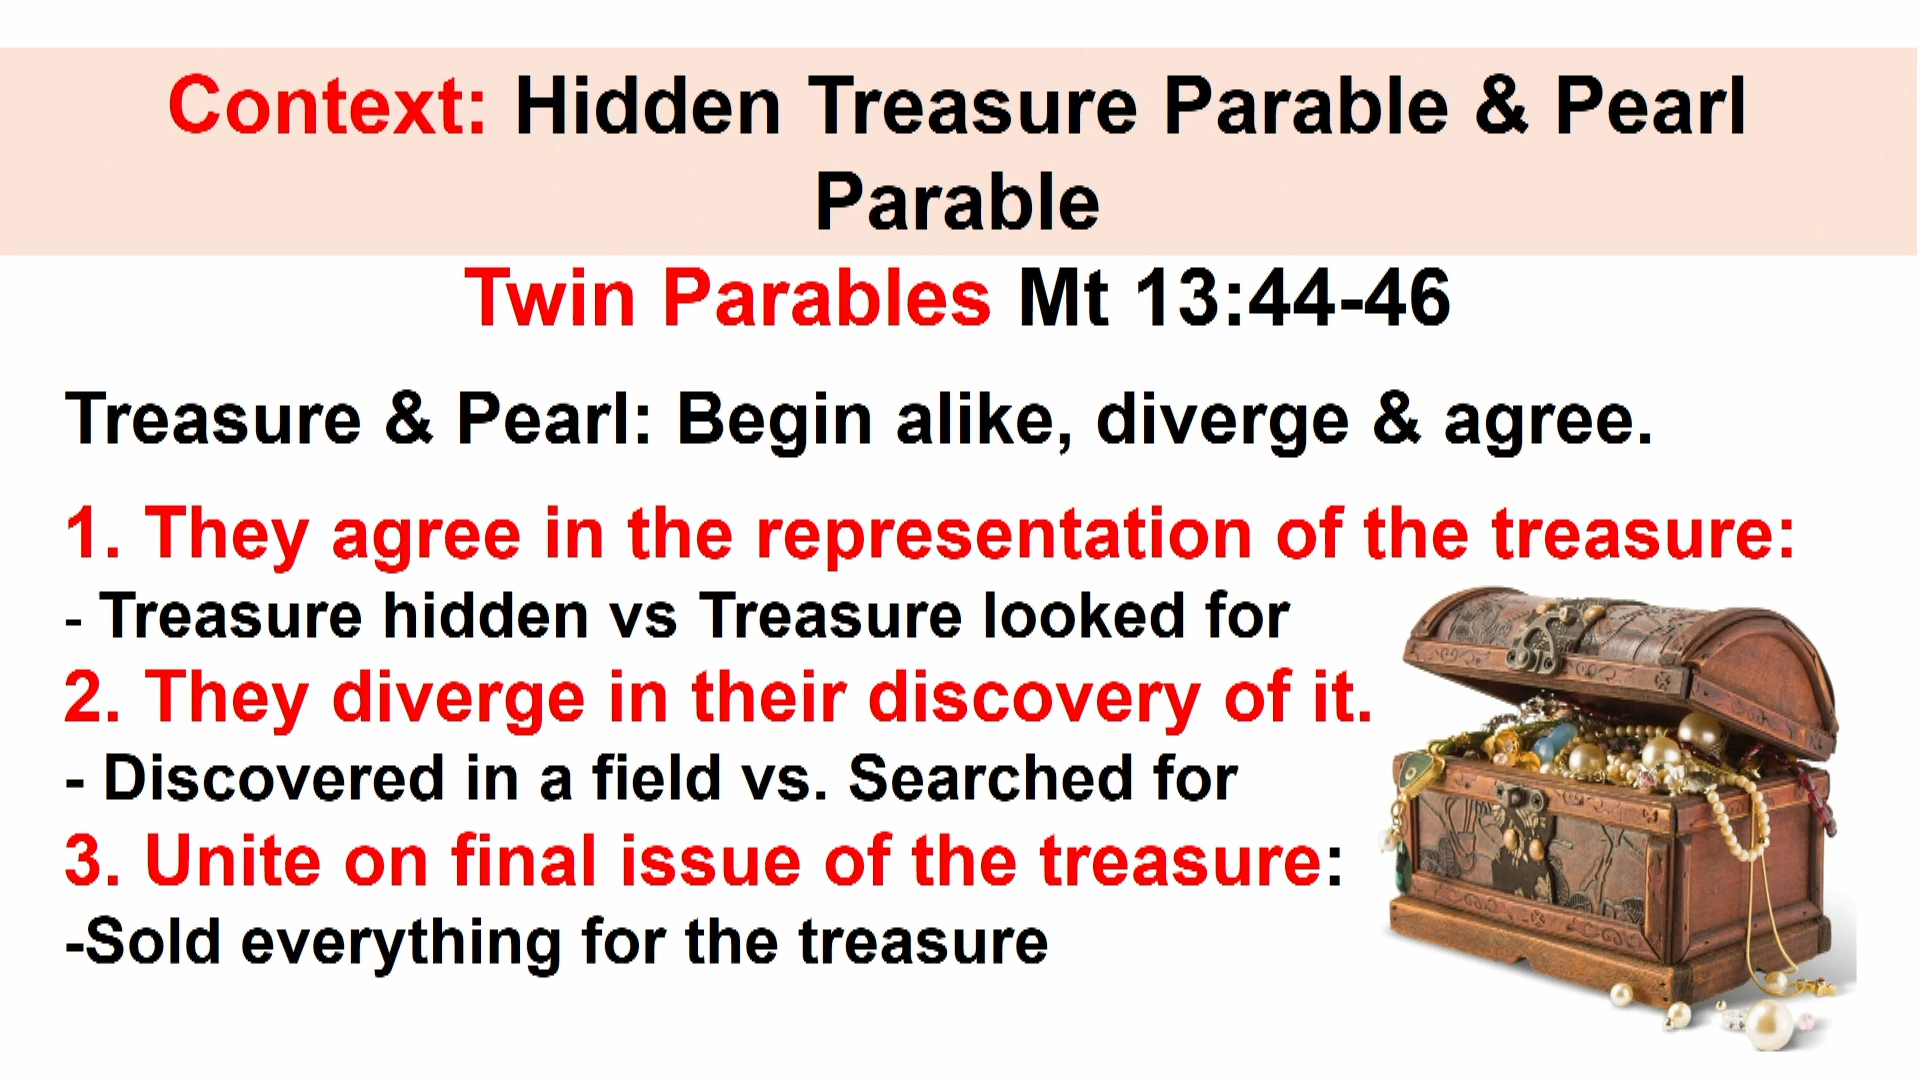 Context: Hidden Treasure Parable & Pearl
Parable
Twin Parables Mt 13:44-46
Treasure & Pearl: Begin alike, diverge & agree.
1. They agree in the representation of the treasure:
- Treasure hidden vs Treasure looked for
2. They diverge in their discovery of it.
- Discovered in a field vs. Searched for
3. Unite on final issue of the treasure:
-Sold everything for the treasure